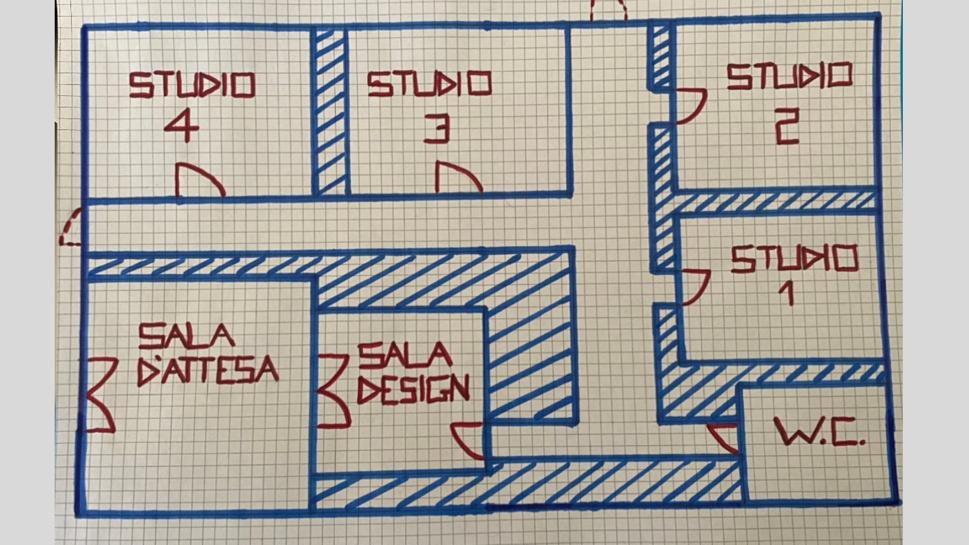 STUDIO
4
STUDIO
3
STUDIO
2
STUDIO
1
SALA
D'ATTESA
SALA
DESIGN
W.C.